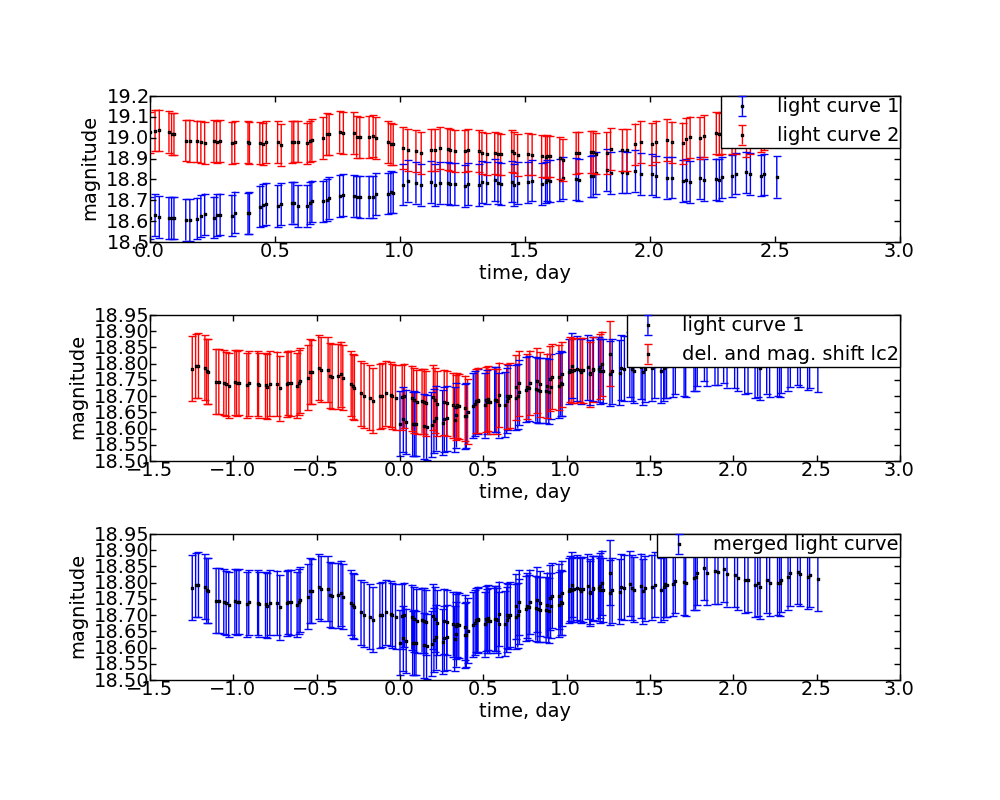 19.2
19.1
19.0
18.9
18.8
18.7
18.6
18.5
magnitude
light curve 1
light curve 2
0.0 0.5 1.0 1.5 2.0 2.5 3.0
time, day
18.95
18.90
18.85
18.80
18.75
18.70
18.65
18.60
18.55
18.50
magnitude
light curve 1
del. and mag. shift lc2
−1.5 −1.0 −0.5 0.0 0.5 1.0 1.5 2.0 2.5 3.0
time, day
18.95
18.90
18.85
18.80
18.75
18.70
18.65
18.60
18.55
18.50
magnitude
merged light curve
−1.5 −1.0 −0.5 0.0 0.5 1.0 1.5 2.0 2.5 3.0
time, day